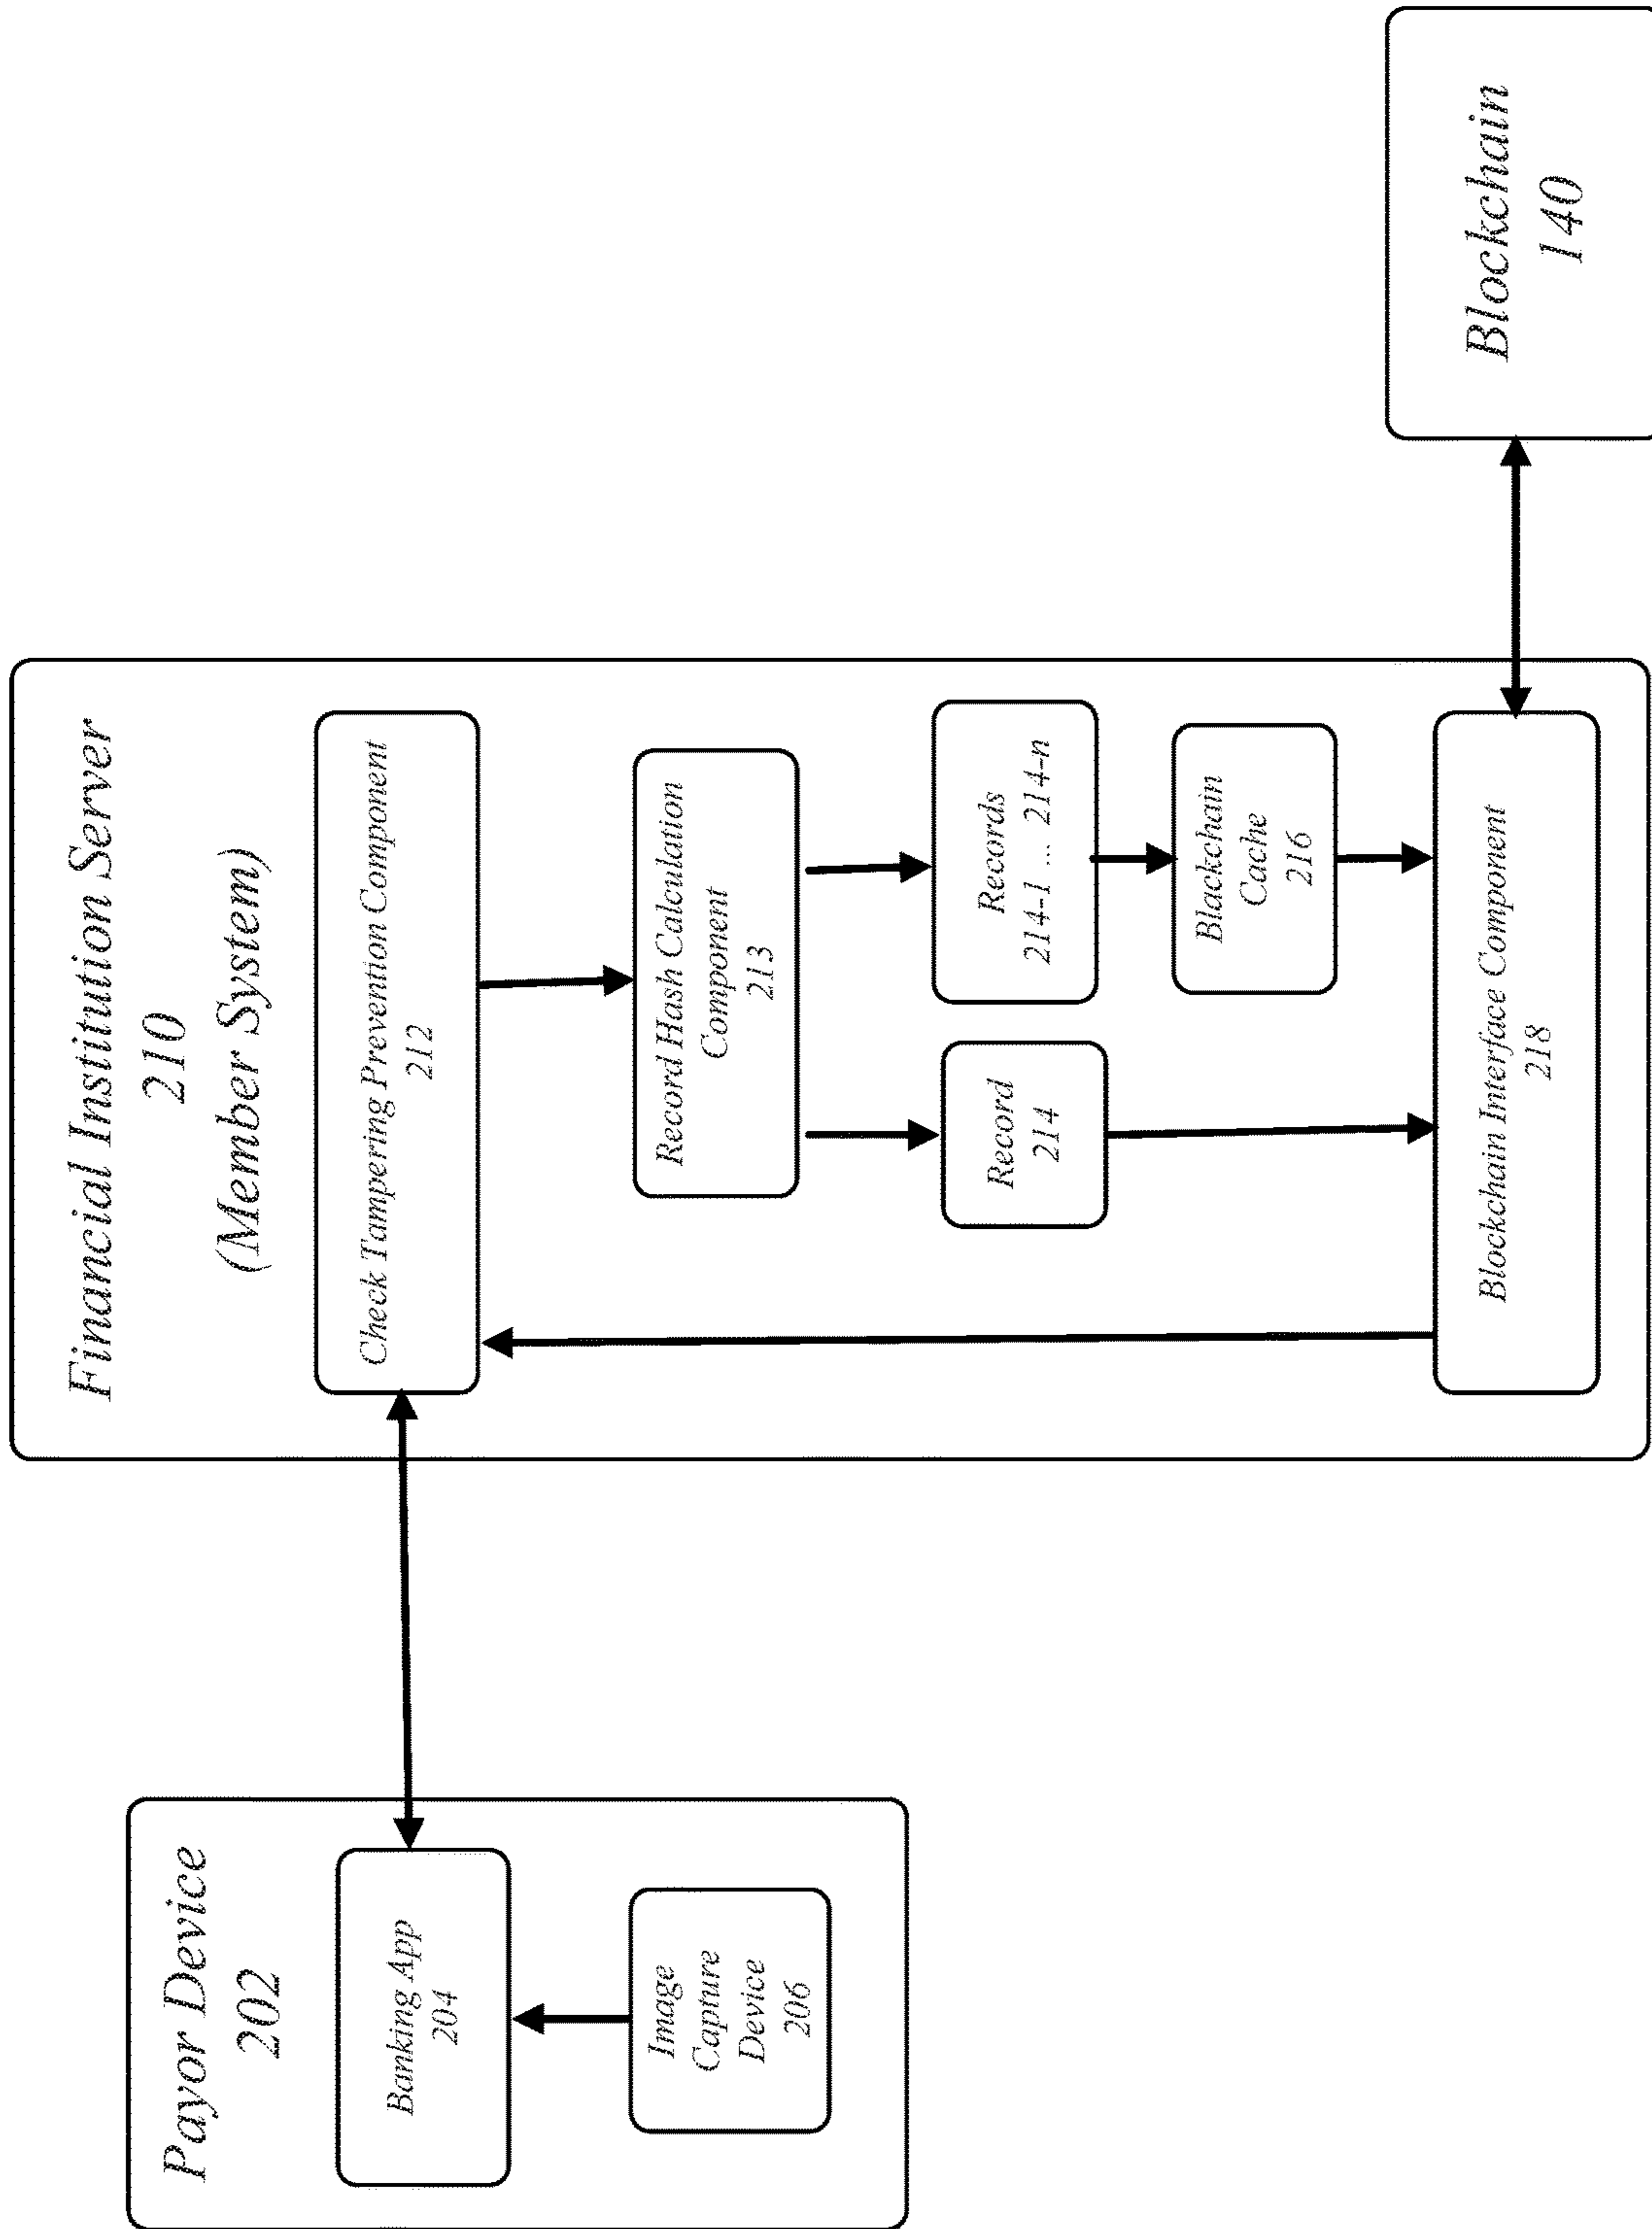 Payor Device
202
Banking App
204
Image
Capture
Device
206
Financial Institution Server
210
(Member System)
Check Tampering Prevention Component
212
Record Hash Calculation
Component
213
Record
214
Records
214-1 ... 214-n
Blackchain
Cache
216
Blockchain Interface Component
218
Blockchain
140